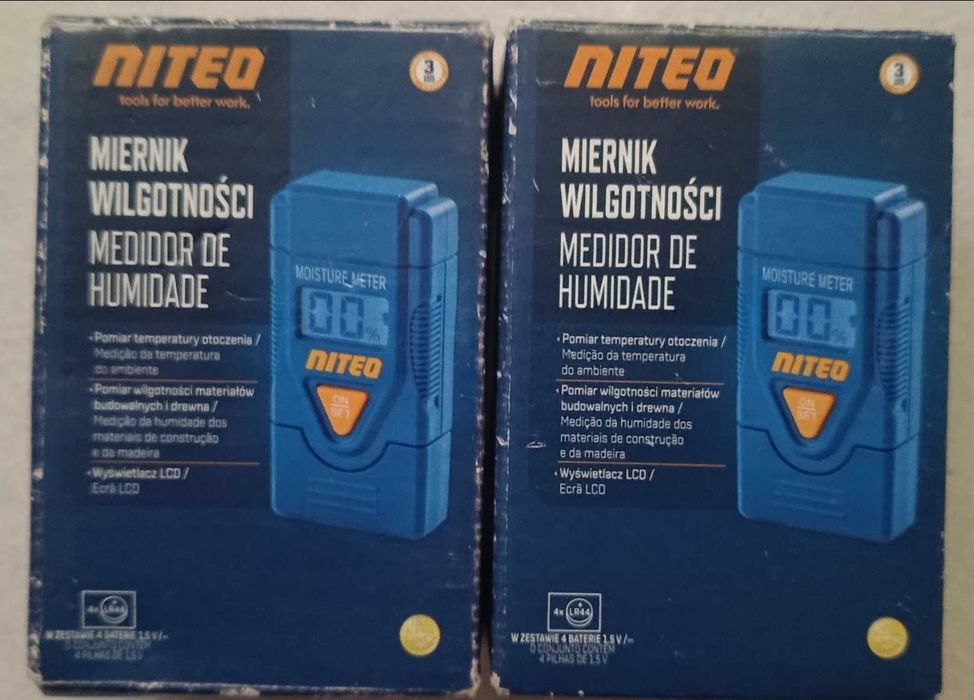 NITEO
tools for better work.
3
MIERNIK
WILGOTNOŚCI
MEDIDOR DE
HUMIDADE
• Pomiar temperatury otoczenia /
Medição da temperatura
do ambiente
• Pomiar wilgotności materiałów
budowalnych i drewna /
Medição da humidade dos
materiais de construção
e da madeira
• Wyświetlacz LCD /
Ecrã LCD
MOISTURE METER
00%
NITEO
ON
SET
4x LR44
W ZESTAWIE 4 BATERIE 1.5 V /
O CONJUNTO CONTÉM
4 PILHAS DE 1.5 V
NITEO
tools for better work.
3
MIERNIK
WILGOTNOŚCI
MEDIDOR DE
HUMIDADE
• Pomiar temperatury otoczenia /
Medição da temperatura
do ambiente
• Pomiar wilgotności materiałów
budowalnych i drewna /
Medição da humidade dos
materiais de construção
e da madeira
• Wyświetlacz LCD /
Ecrã LCD
MOISTURE METER
00%
NITEO
ON
SET
4x LR44
W ZESTAWIE 4 BATERIE 1.5 V /
O CONJUNTO CONTÉM
4 PILHAS DE 1.5 V